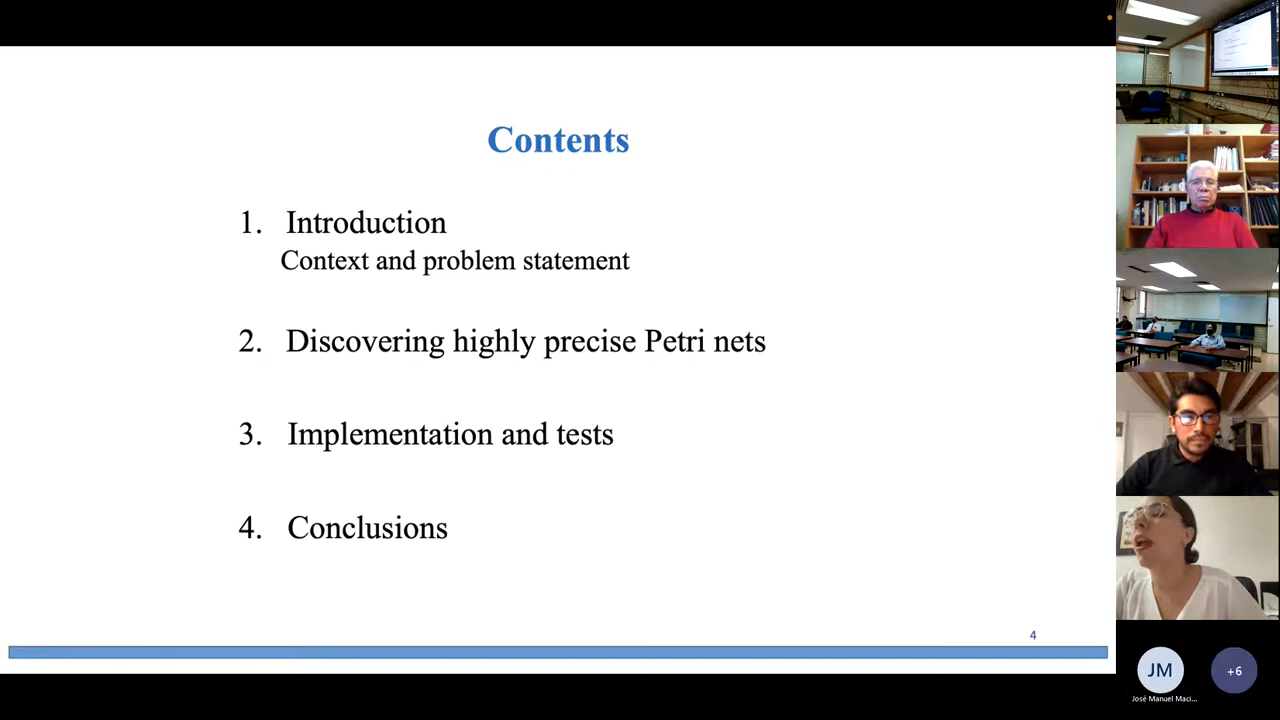 Contents
1. Introduction
Context and problem statement
2. Discovering highly precise Petri nets
3. Implementation and tests
4. Conclusions
4
JM
+6
José Manuel Maci...